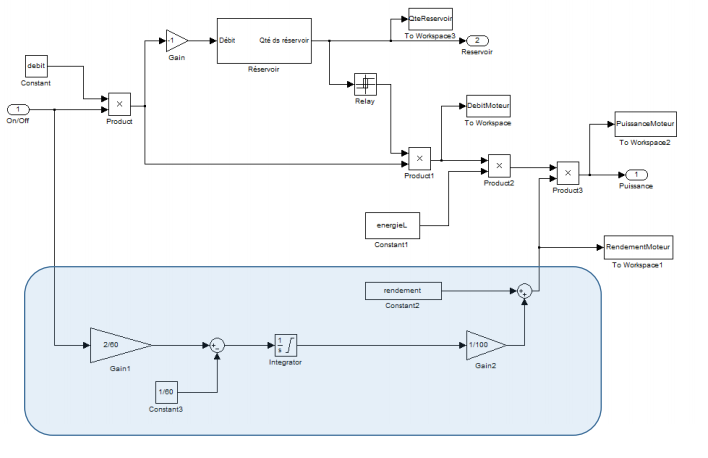 QteReservoir
To Workspace3
-1
Gain
Débit
Qté ds réservoir
Réservoir
2
Reservoir
debit
Constant
Relay
DebitMoteur
To Workspace
1
On/Off
×
Product
PuissanceMoteur
To Workspace2
×
Product1
×
Product2
×
Product3
1
Puissance
energieL
Constant1
RendementMoteur
To Workspace1
rendement
Constant2
2/60
Gain1
1
s
Integrator
1/100
Gain2
1/60
Constant3